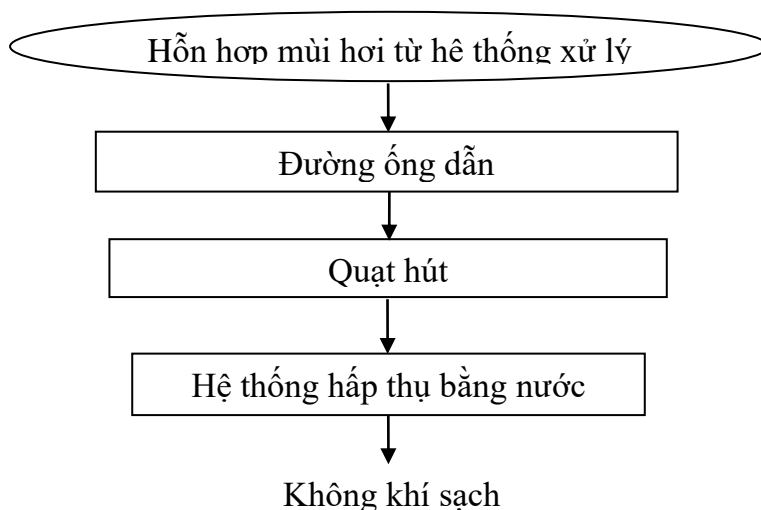 Hỗn hợp mùi hơi từ hệ thống xử lý
Đường ống dẫn
Quạt hút
Hệ thống hấp thụ bằng nước
Không khí sạch